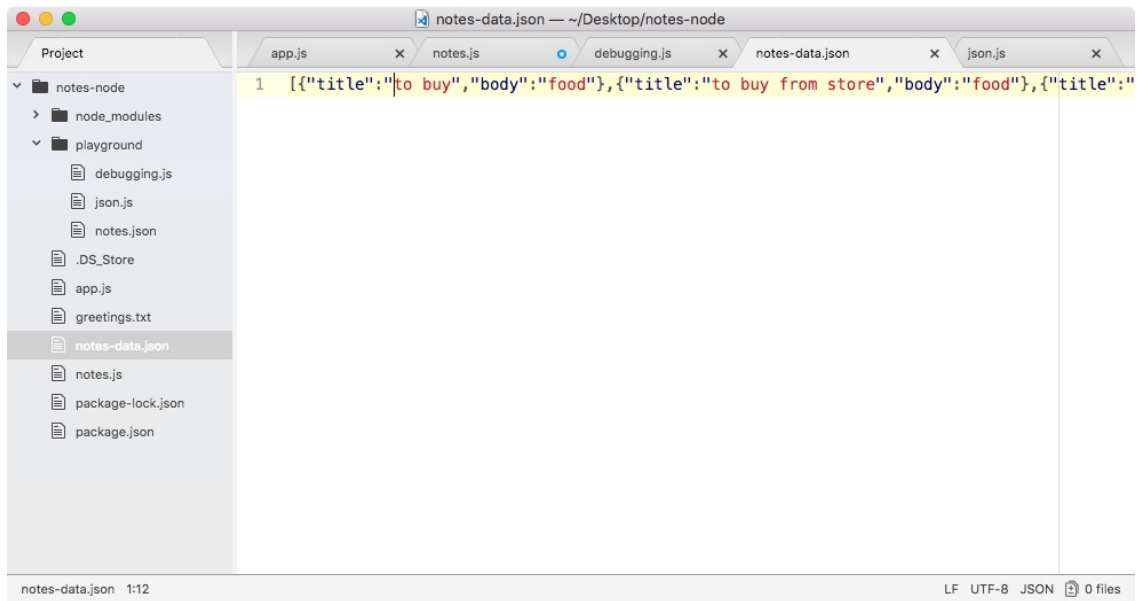 notes-data.json — ~/Desktop/notes-node
Project
app.js
notes.js
debugging.js
notes-data.json
json.js
notes-node
node_modules
playground
debugging.js
json.js
notes.json
.DS_Store
app.js
greetings.txt
notes-data.json
notes.js
package-lock.json
package.json
1 [{"title":"to buy","body":"food"},{"title":"to buy from store","body":"food"},{"title":"
notes-data.json 1:12
LF UTF-8 JSON 0 files